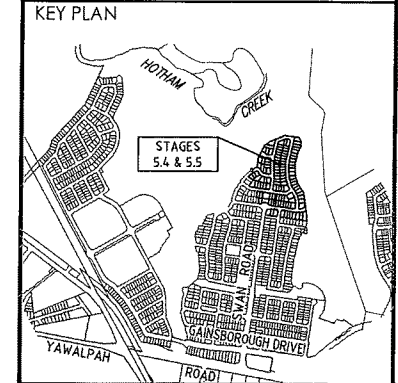 KEY PLAN
HOTHAM
CREEK
STAGES
5.4 & 5.5
SWAN ROAD
GAINSBOROUGH DRIVE
YAWALPAH
ROAD